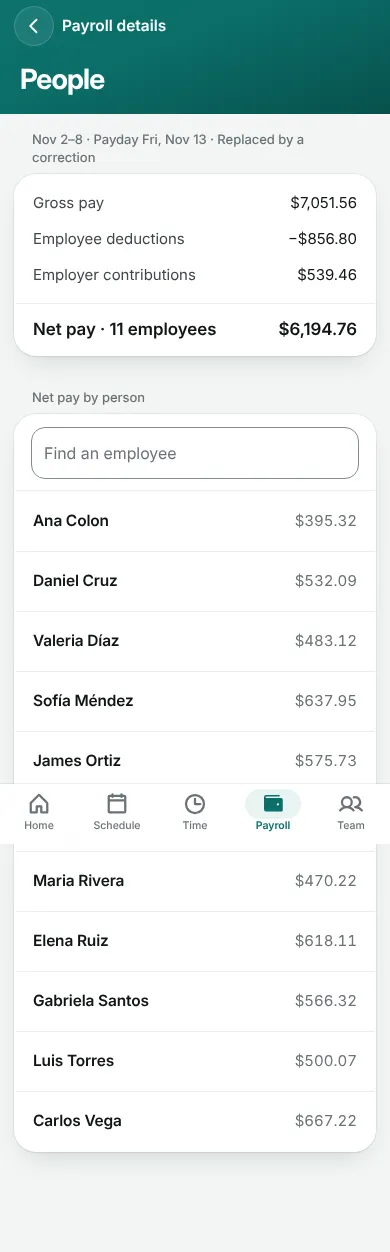 Payroll details
People
Nov 2–8 · Payday Fri, Nov 13 · Replaced by a
correction
Gross pay $7,051.56
Employee deductions −$856.80
Employer contributions $539.46
Net pay · 11 employees $6,194.76
Net pay by person
Find an employee
Ana Colon $395.32
Daniel Cruz $532.09
Valeria Díaz $483.12
Sofía Méndez $637.95
James Ortiz $575.73
Home Schedule Time Payroll Team
Maria Rivera $470.22
Elena Ruiz $618.11
Gabriela Santos $566.32
Luis Torres $500.07
Carlos Vega $667.22